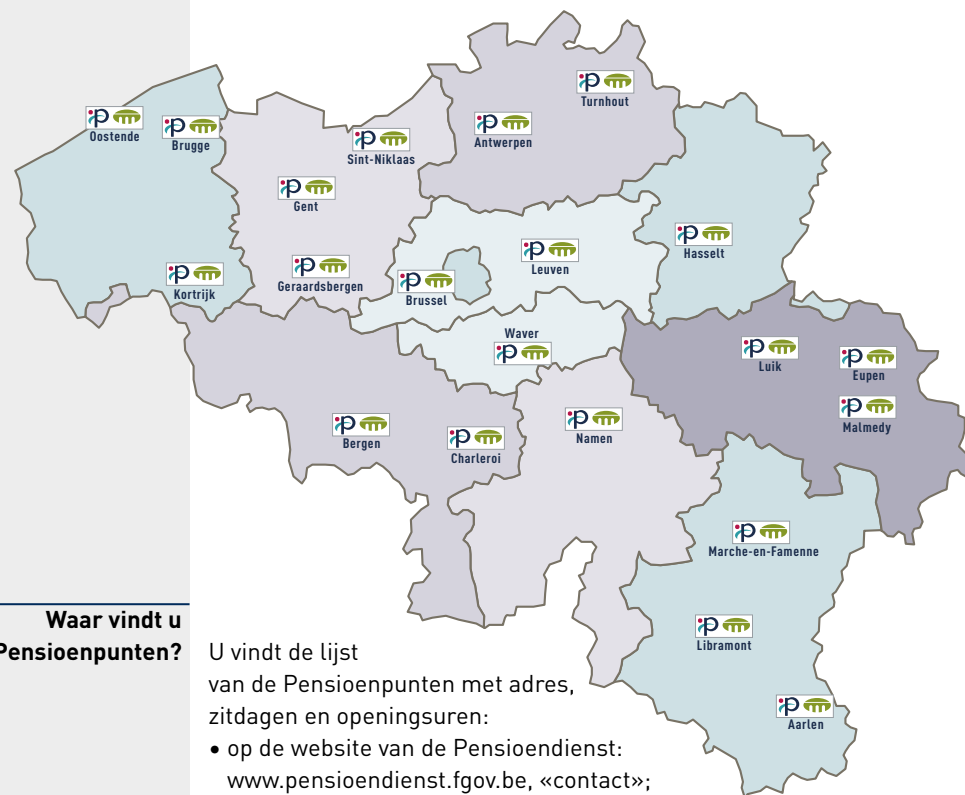 Turnhout
Oostende
Brugge
Antwerpen
Sint-Niklaas
Gent
Hasselt
Leuven
Kortrijk
Geraardsbergen
Brussel
Waver
Luik
Eupen
Malmedy
Bergen
Charleroi
Namen
Marche-en-Famenne
Libramont
Aarlen
Waar vindt u
Pensioenpunten?
U vindt de lijst
van de Pensioenpunten met adres,
zitdagen en openingsuren:
• op de website van de Pensioendienst:
www.pensioendienst.fgov.be, «contact»;